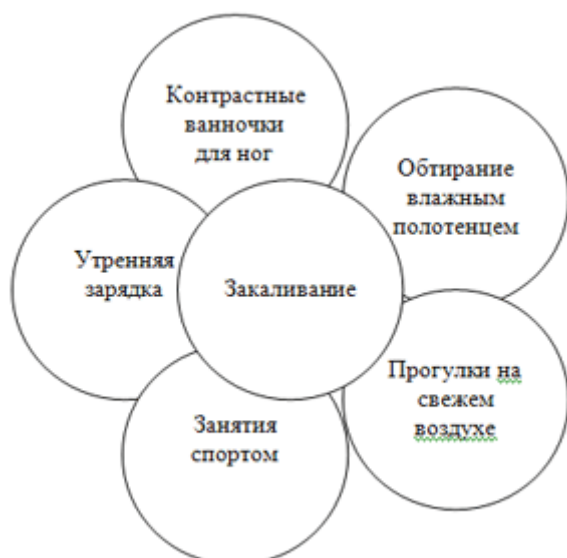 Контрастные
ванночки
для ног
Обтирание
влажным
полотенцем
Утренняя
зарядка
Закаливание
Прогулки на
свежем
воздухе
Занятия
спортом